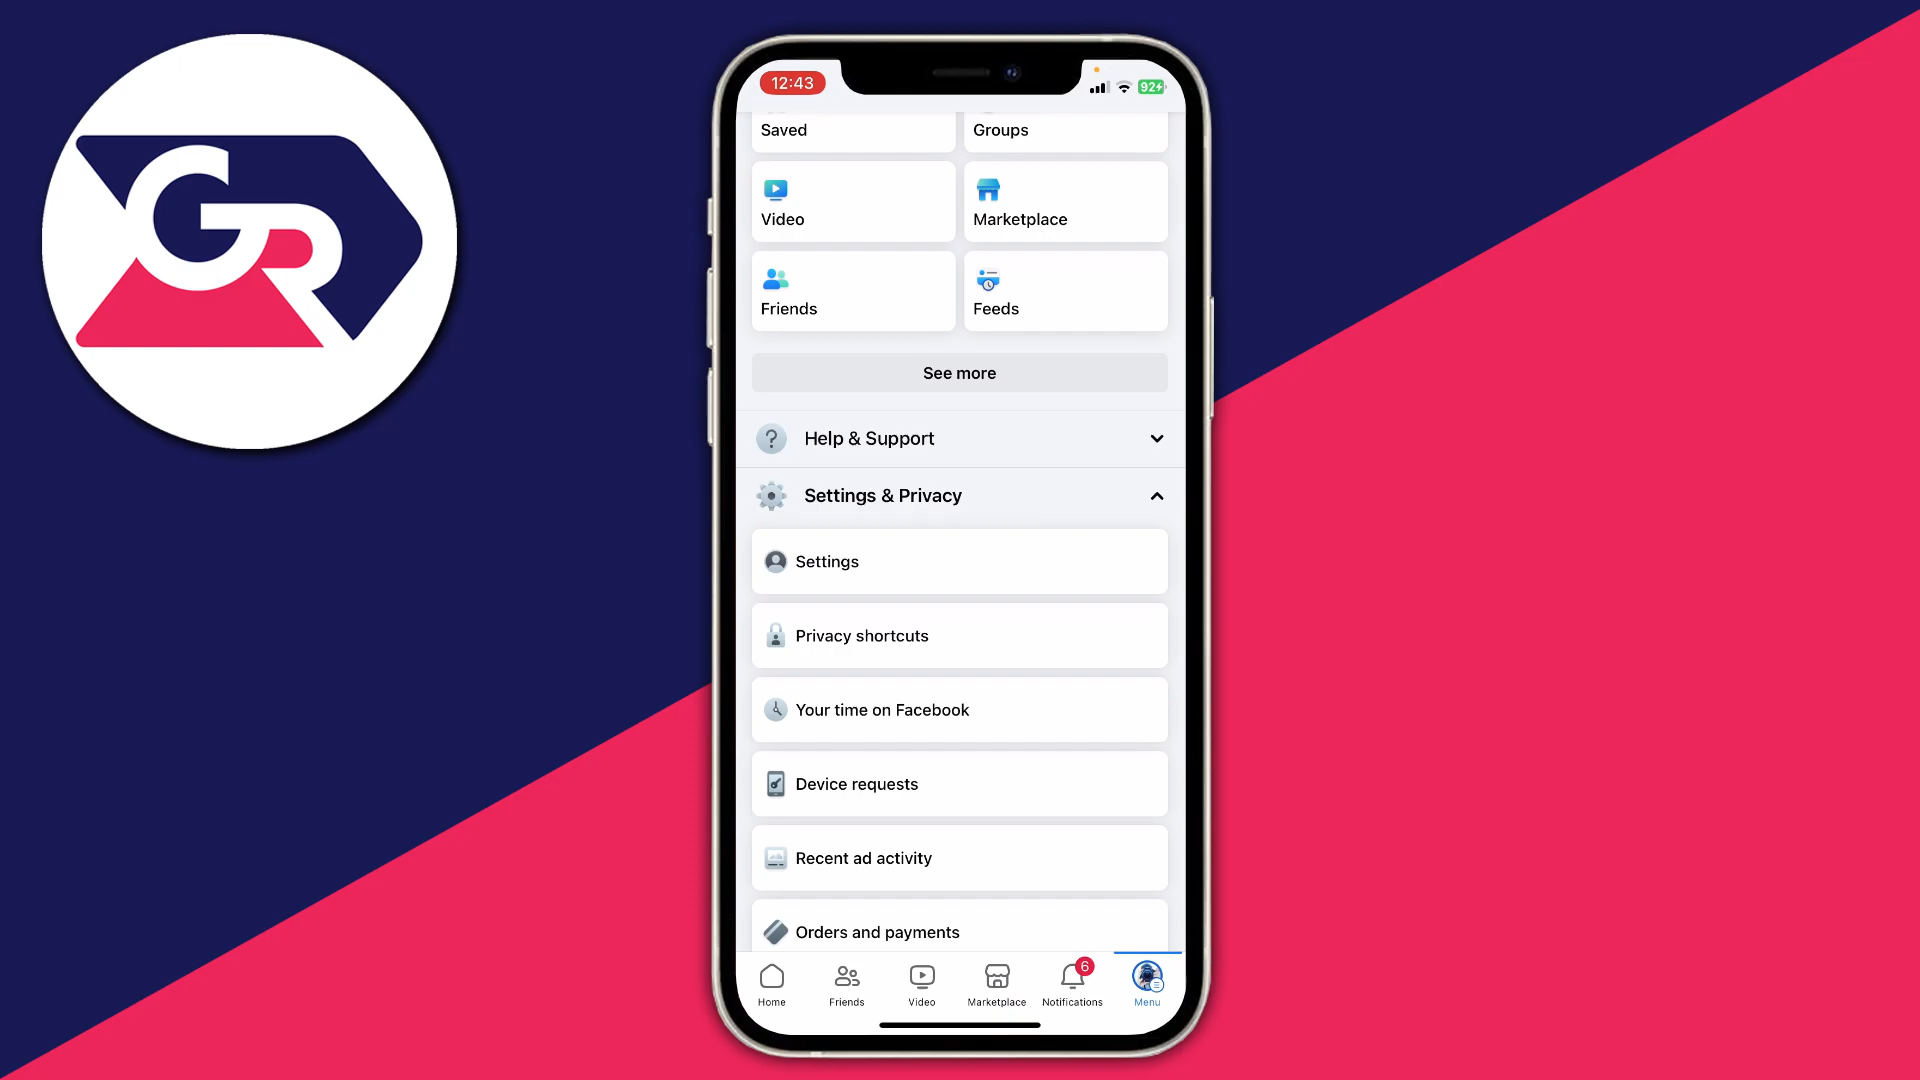 GR
12:43
92
Saved
Groups
Video
Marketplace
Friends
Feeds
See more
Help & Support
Settings & Privacy
Settings
Privacy shortcuts
Your time on Facebook
Device requests
Recent ad activity
Orders and payments
6
Home
Friends
Video
Marketplace
Notifications
Menu